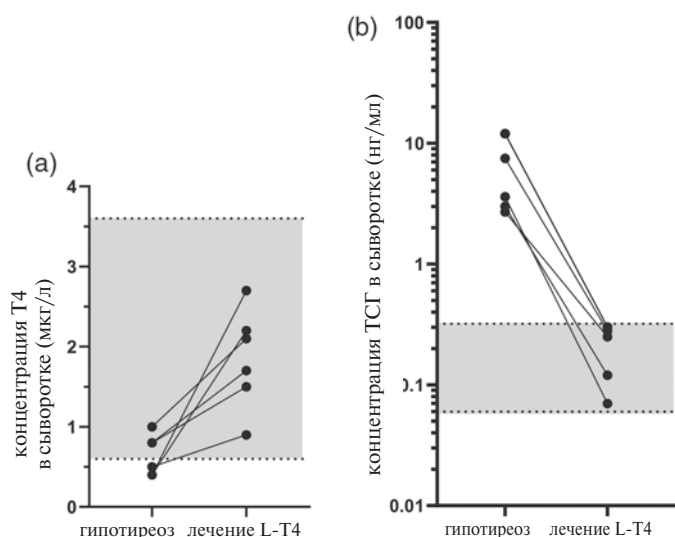 (a)
концентрация Т4
в сыворотке (мкг/л)
4
3
2
1
0
гипотиреоз лечение L-T4
(b)
концентрация ТСГ в сыворотке (нг/мл)
100
10
1
0.1
0.01
гипотиреоз лечение L-T4